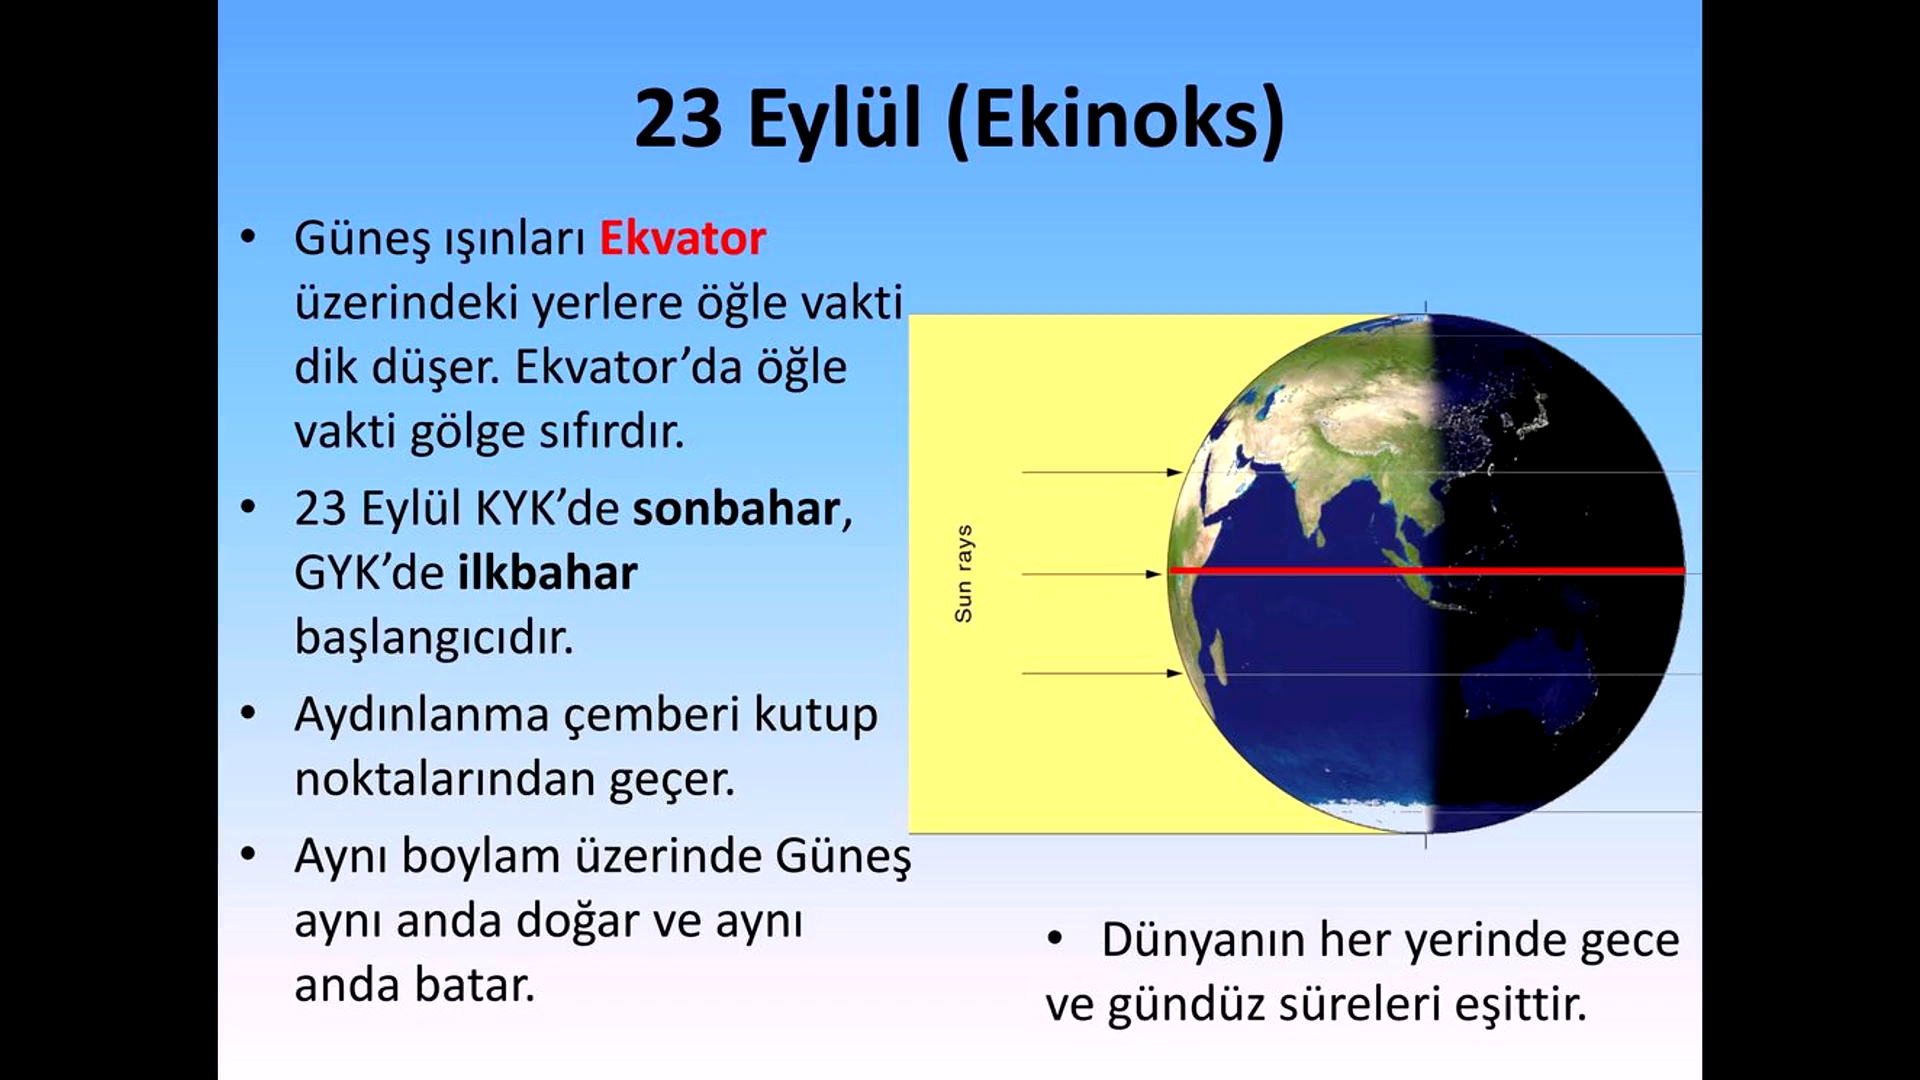 23 Eylül (Ekinoks)
• Güneş ışınları Ekvator
üzerindeki yerlere öğle vakti
dik düşer. Ekvator’da öğle
vakti gölge sıfırdır.
• 23 Eylül KYK’de sonbahar,
GYK’de ilkbahar
başlangıcıdır.
• Aydınlanma çemberi kutup
noktalarından geçer.
• Aynı boylam üzerinde Güneş
aynı anda doğar ve aynı
anda batar.
Sun rays
• Dünyanın her yerinde gece
ve gündüz süreleri eşittir.